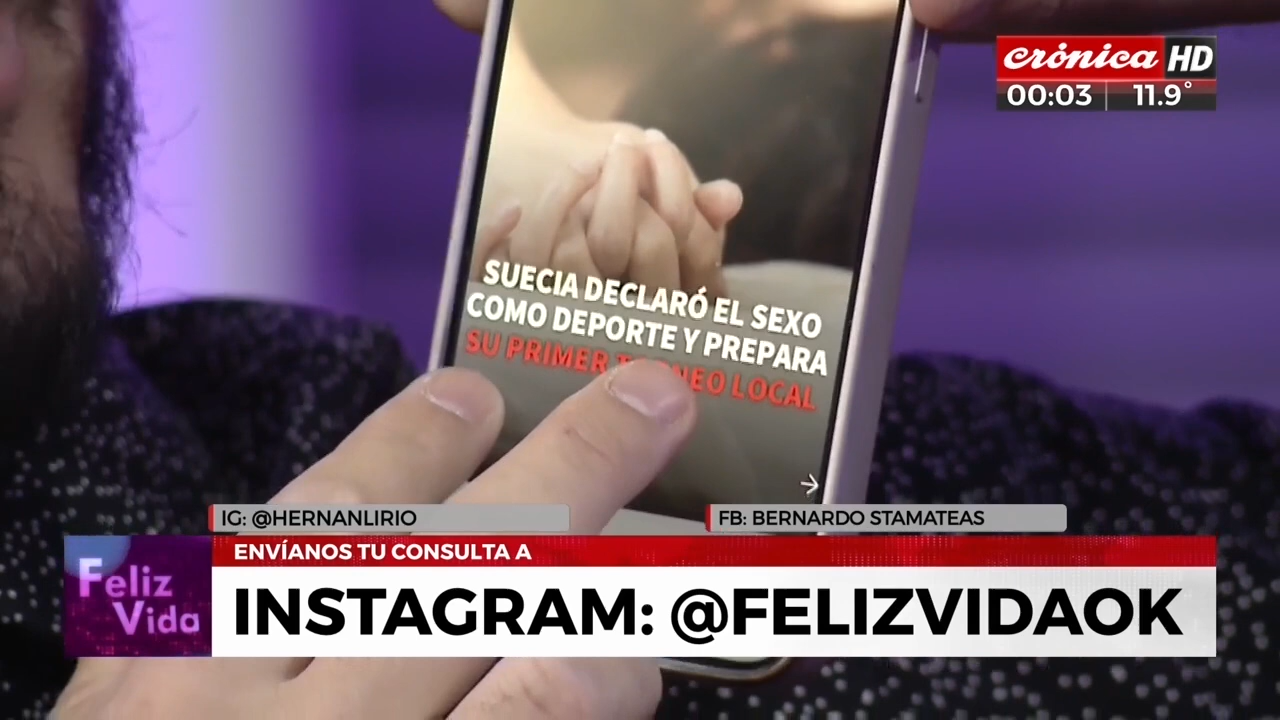 crónica HD
00:03 11.9°
SUECIA DECLARÓ EL SEXO
COMO DEPORTE Y PREPARA
SU PRIMER LOCAL
IG: @HERNANLIRIO
FB: BERNARDO STAMATEAS
ENVÍANOS TU CONSULTA A
Feliz
Vida
INSTAGRAM: @FELIZVIDAOK